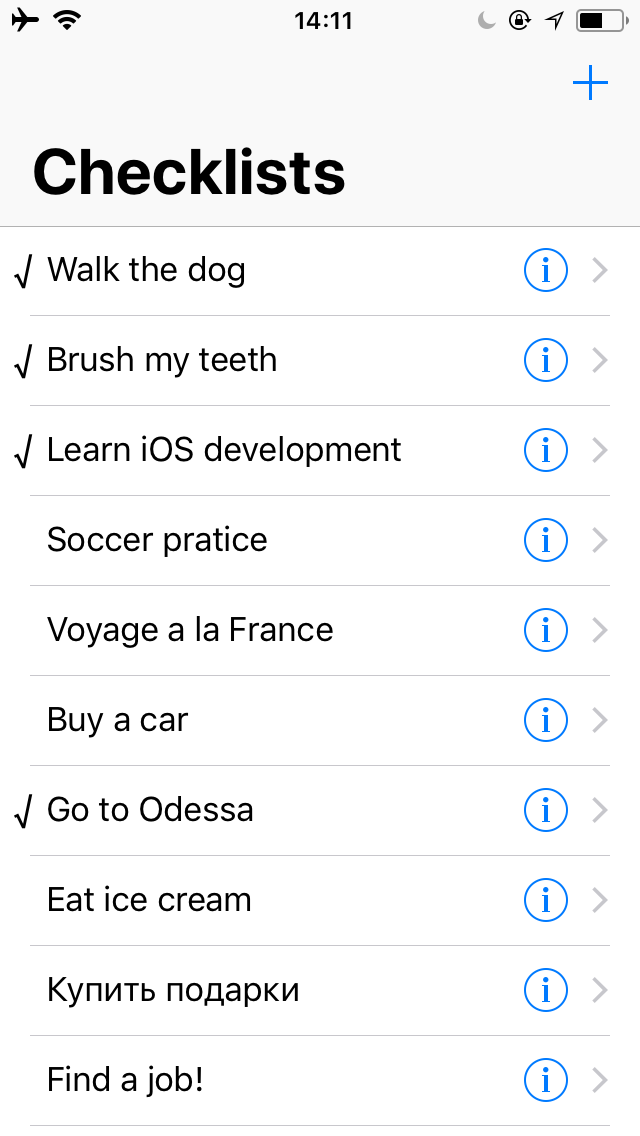 14:11
Checklists
√ Walk the dog
√ Brush my teeth
√ Learn iOS development
Soccer pratice
Voyage a la France
Buy a car
√ Go to Odessa
Eat ice cream
Купить подарки
Find a job!